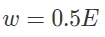 w = 0.5E